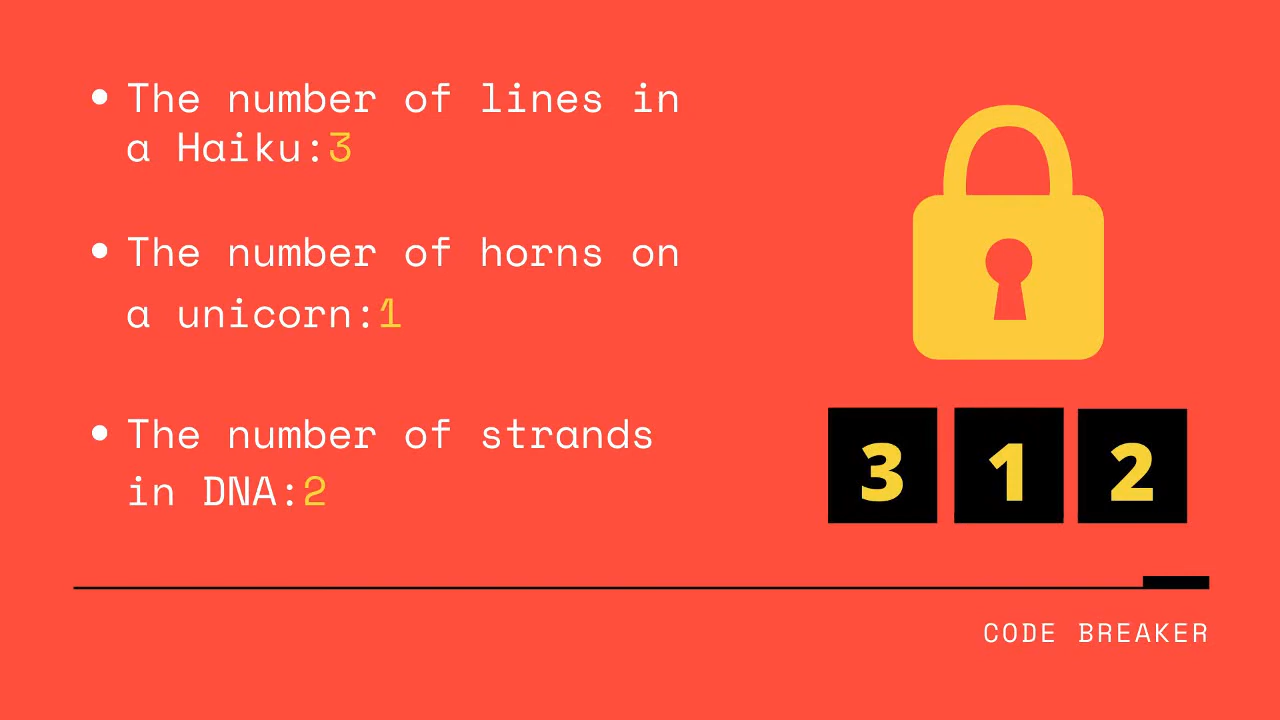 • The number of lines in
a Haiku:3
• The number of horns on
a unicorn:1
• The number of strands
in DNA:2
3 1 2
CODE BREAKER